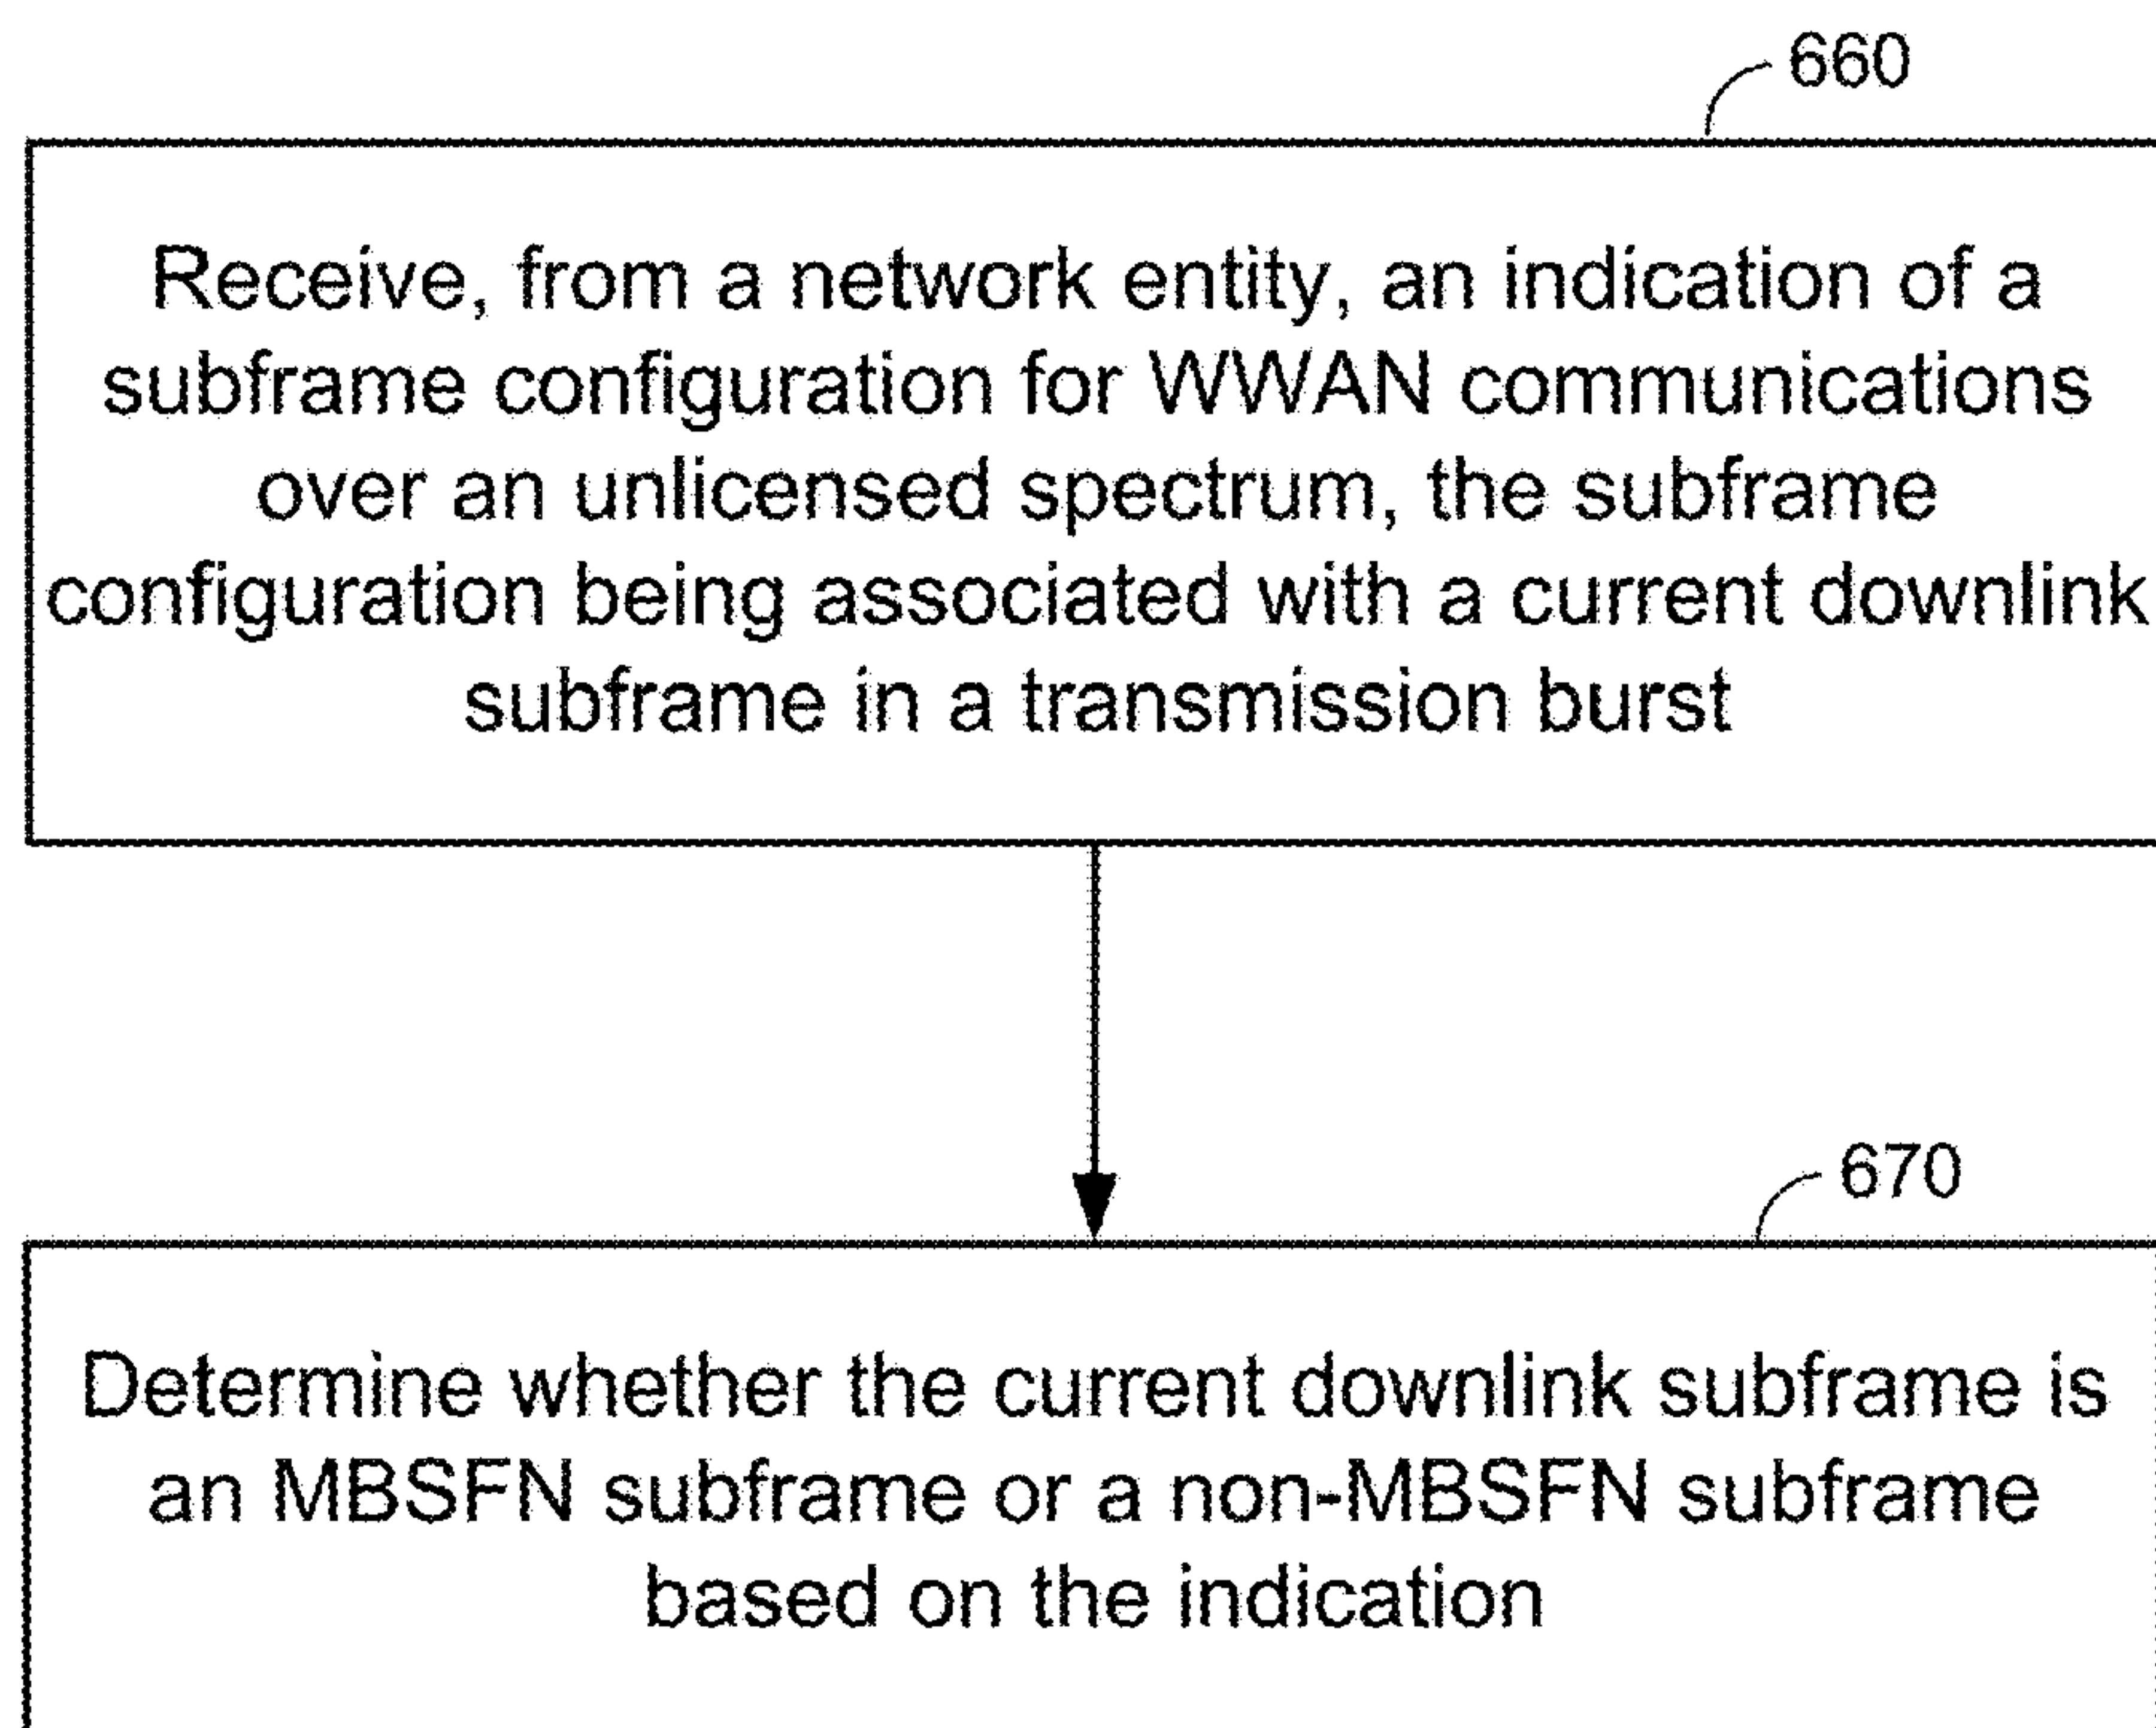 660
Receive, from a network entity, an indication of a
subframe configuration for WWAN communications
over an unlicensed spectrum, the subframe
configuration being associated with a current downlink
subframe in a transmission burst
670
Determine whether the current downlink subframe is
an MBSFN subframe or a non-MBSFN subframe
based on the indication